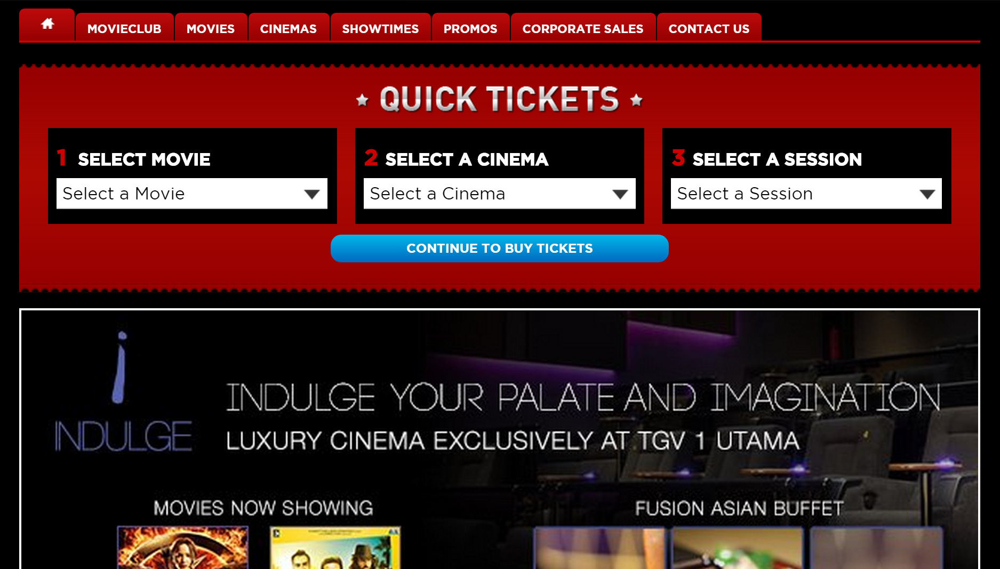 MOVIECLUB MOVIES CINEMAS SHOWTIMES PROMOS CORPORATE SALES CONTACT US
QUICK TICKETS
1 SELECT MOVIE
Select a Movie
2 SELECT A CINEMA
Select a Cinema
3 SELECT A SESSION
Select a Session
CONTINUE TO BUY TICKETS
i
INDULGE
INDULGE YOUR PALATE AND IMAGINATION
LUXURY CINEMA EXCLUSIVELY AT TGV 1 UTAMA
MOVIES NOW SHOWING
FUSION ASIAN BUFFET